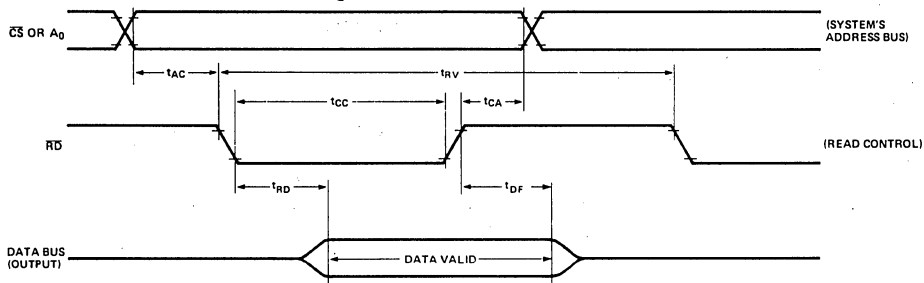 CS OR A0
(SYSTEM'S
ADDRESS BUS)
tAC
tRV
tCC
tCA
RD
(READ CONTROL)
tRD
tDF
DATA BUS
(OUTPUT)
DATA VALID